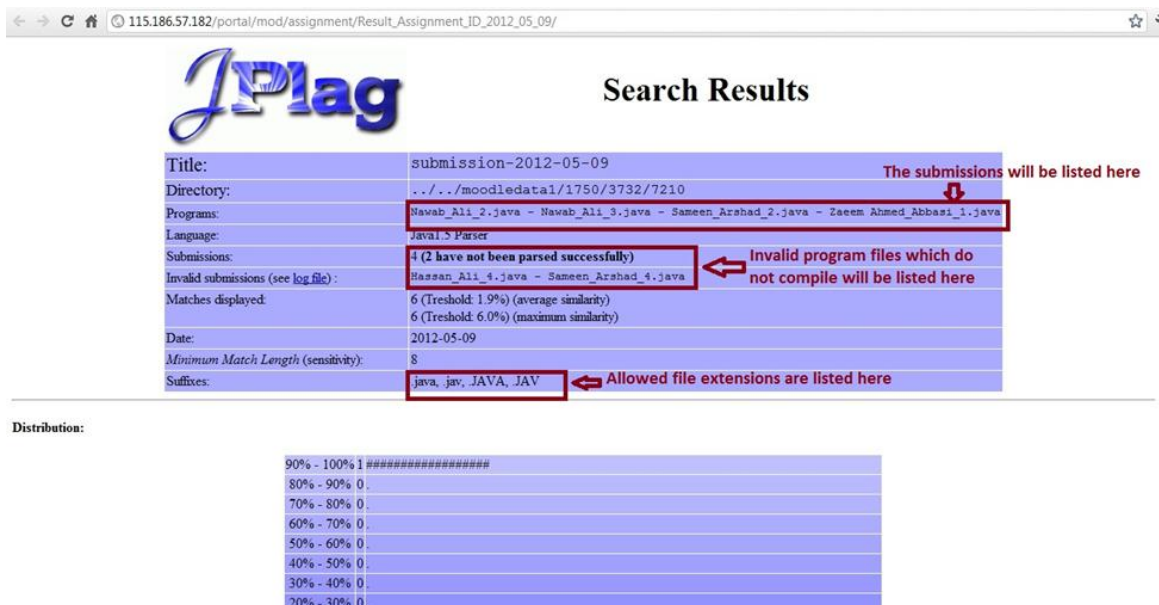 115.186.57.182/portal/mod/assignment/Result_Assignment_ID_2012_05_09/
JPlag
Search Results
Title: submission-2012-05-09
The submissions will be listed here
Directory: ../../moodledata1/1750/3732/7210
Programs: Nawab_Ali_2.java - Nawab_Ali_3.java - Sameen_Arshad_2.java - Zaeem Ahmed_Abbasi_1.java
Language: Java1.5 Parser
Submissions: 4 (2 have not been parsed successfully)
Invalid program files which do
not compile will be listed here
Invalid submissions (see log file) : Hassan_Ali_4.java - Sameen_Arshad_4.java
Matches displayed: 6 (Treshold: 1.9%) (average similarity)
6 (Treshold: 6.0%) (maximum similarity)
Date: 2012-05-09
Minimum Match Length (sensitivity): 8
Suffixes: .java, .jav, .JAVA, .JAV
Allowed file extensions are listed here
Distribution:
90% - 100% 1 ##################
80% - 90% 0 .
70% - 80% 0 .
60% - 70% 0 .
50% - 60% 0 .
40% - 50% 0 .
30% - 40% 0 .
20% - 30% 0